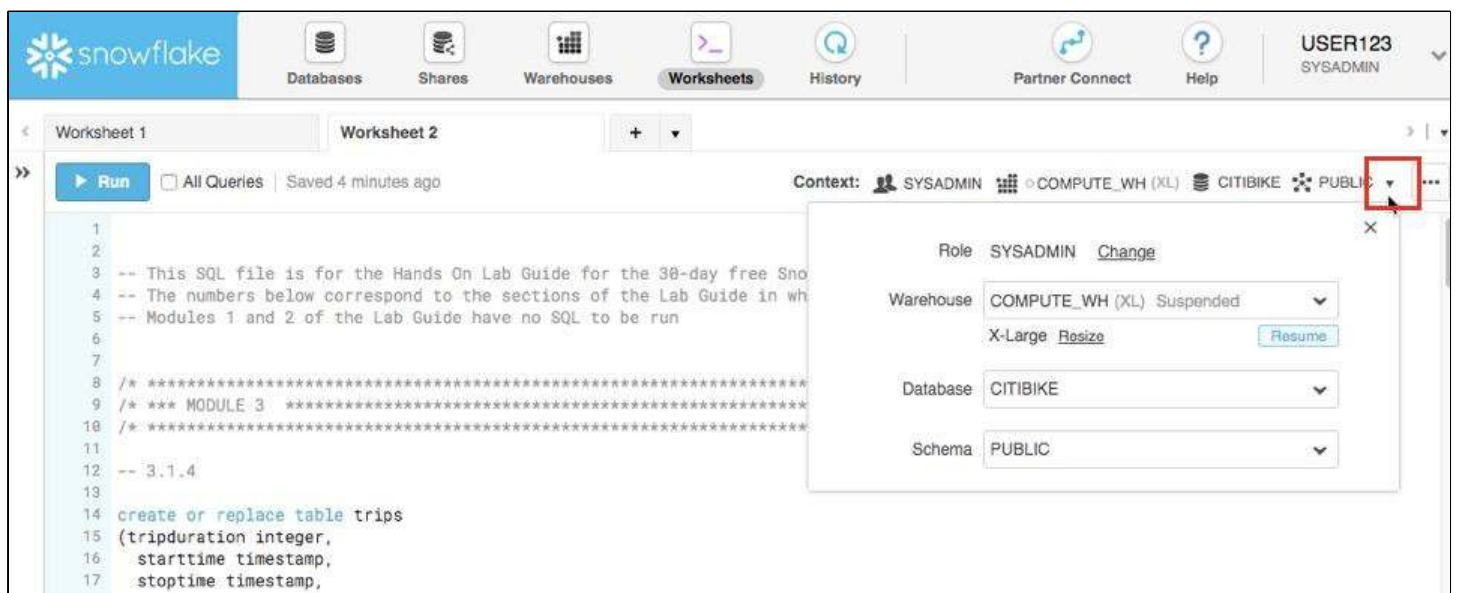 snowflake
Databases Shares Warehouses Worksheets History Partner Connect Help USER123
SYSADMIN
Worksheet 1 Worksheet 2 + ▼
Run All Queries Saved 4 minutes ago Context: SYSADMIN COMPUTE_WH (XL) CITIBIKE PUBLIC
1
2
3 -- This SQL file is for the Hands On Lab Guide for the 30-day free Sno
4 -- The numbers below correspond to the sections of the Lab Guide in wh
5 -- Modules 1 and 2 of the Lab Guide have no SQL to be run
6
7
8 /* *******************************************************************
9 /* *** MODULE 3 *****************************************************
10 /* *******************************************************************
11
12 -- 3.1.4
13
14 create or replace table trips
15 (tripduration integer,
16 starttime timestamp,
17 stoptime timestamp,
Role SYSADMIN Change
Warehouse COMPUTE_WH (XL) Suspended
X-Large Resize Resume
Database CITIBIKE
Schema PUBLIC